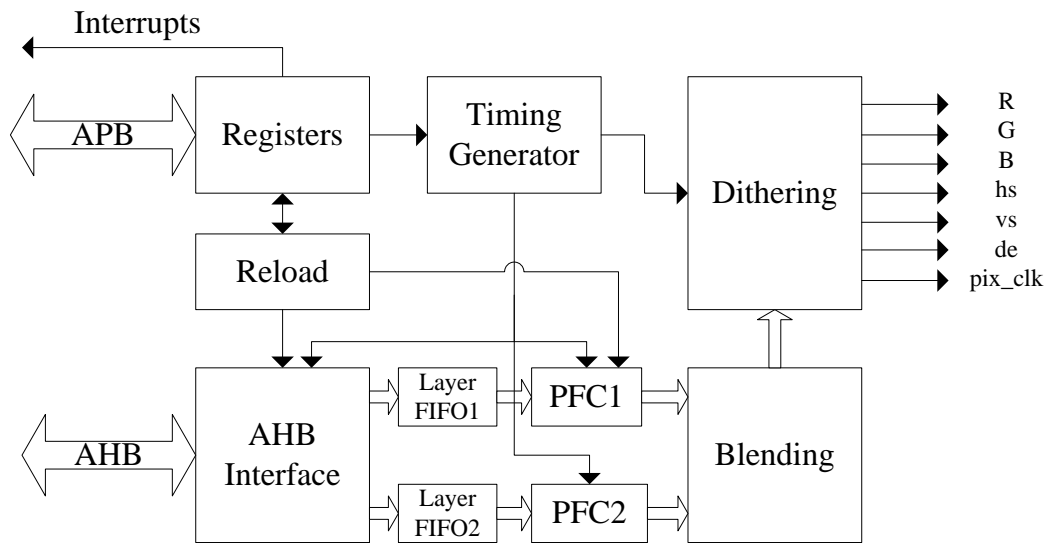 Interrupts
APB
Registers
Timing
Generator
Dithering
R
G
B
hs
vs
de
pix_clk
Reload
AHB
AHB
Interface
Layer
FIFO1
PFC1
Layer
FIFO2
PFC2
Blending